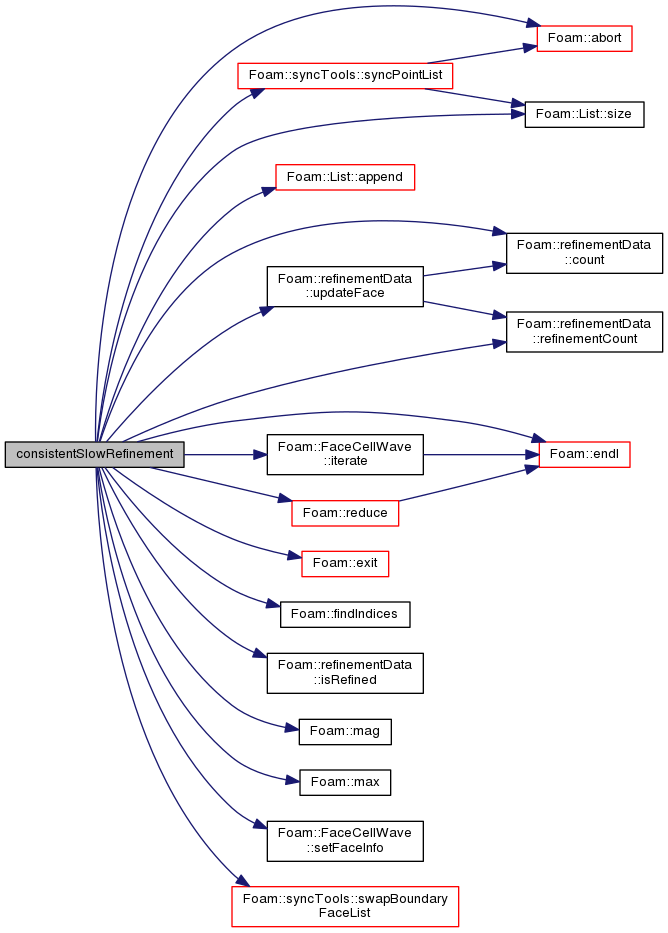 Foam::abort
Foam::syncTools::syncPointList
Foam::List::size
Foam::List::append
Foam::refinementData
::count
Foam::refinementData
::updateFace
Foam::refinementData
::refinementCount
consistentSlowRefinement
Foam::FaceCellWave
::iterate
Foam::endl
Foam::reduce
Foam::exit
Foam::findIndices
Foam::refinementData
::isRefined
Foam::mag
Foam::max
Foam::FaceCellWave
::setFaceInfo
Foam::syncTools::swapBoundary
FaceList